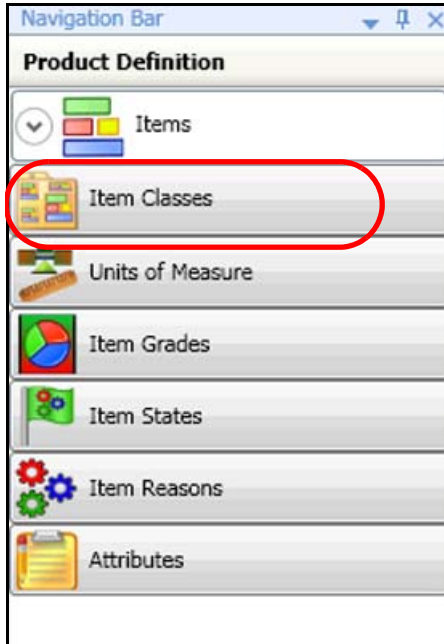 Navigation Bar
Product Definition
Items
Item Classes
Units of Measure
Item Grades
Item States
Item Reasons
Attributes